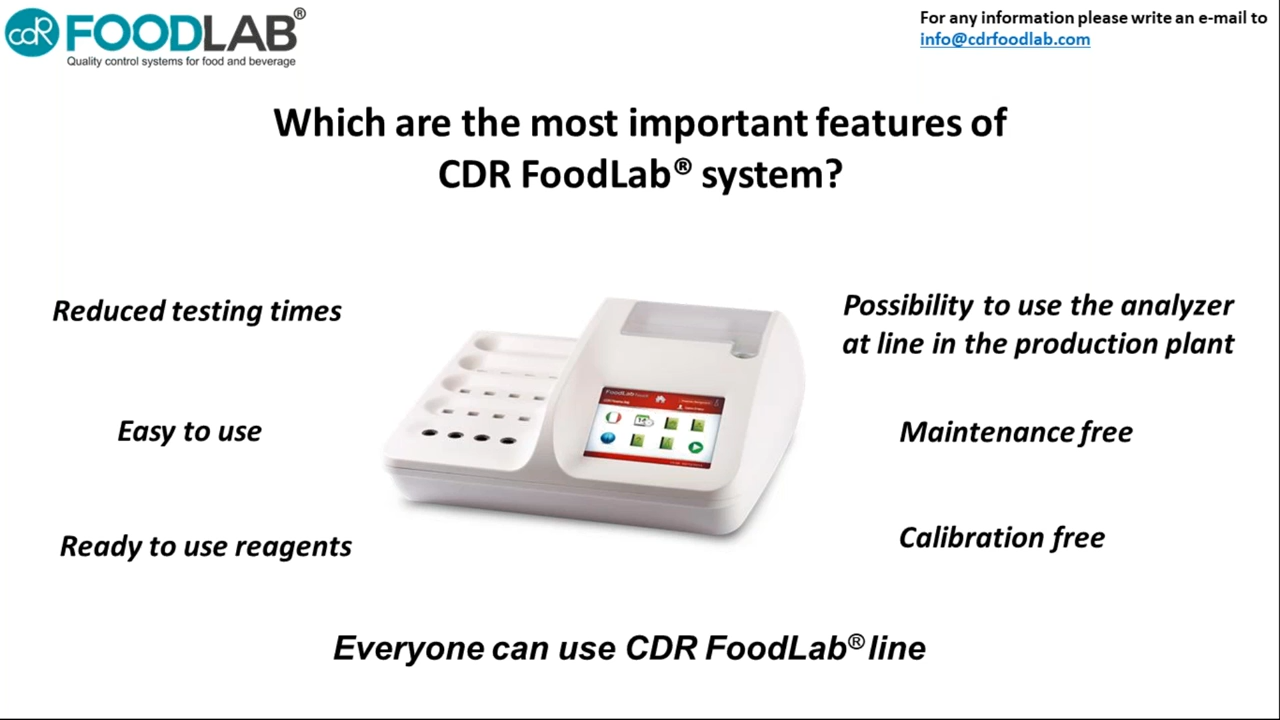 cdR FOODLAB®
Quality control systems for food and beverage
For any information please write an e-mail to
info@cdrfoodlab.com
Which are the most important features of
CDR FoodLab® system?
Reduced testing times
Easy to use
Ready to use reagents
FoodLab
Possibility to use the analyzer
at line in the production plant
Maintenance free
Calibration free
Everyone can use CDR FoodLab® line